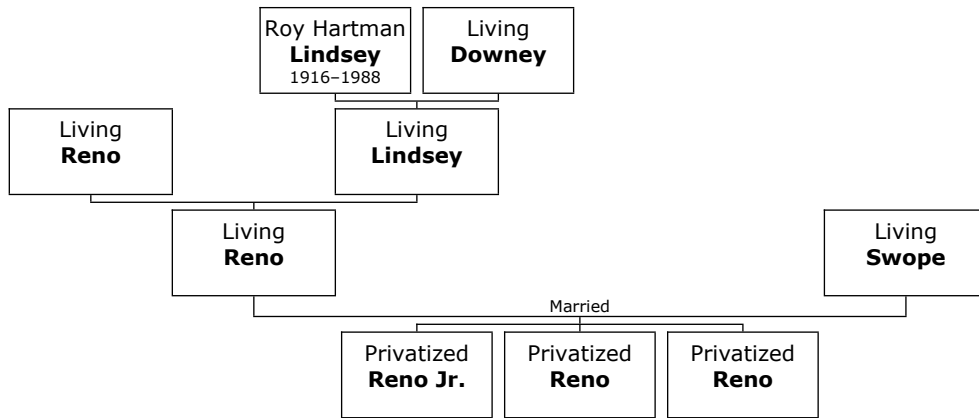 Roy Hartman
Lindsey
1916–1988
Living
Downey
Living
Reno
Living
Lindsey
Living
Reno
Living
Swope
Married
Privatized
Reno Jr.
Privatized
Reno
Privatized
Reno